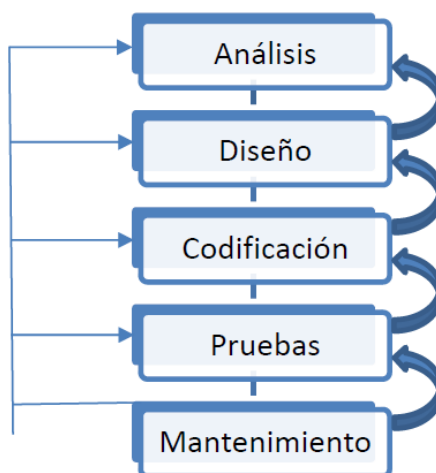 Análisis
Diseño
Codificación
Pruebas
Mantenimiento